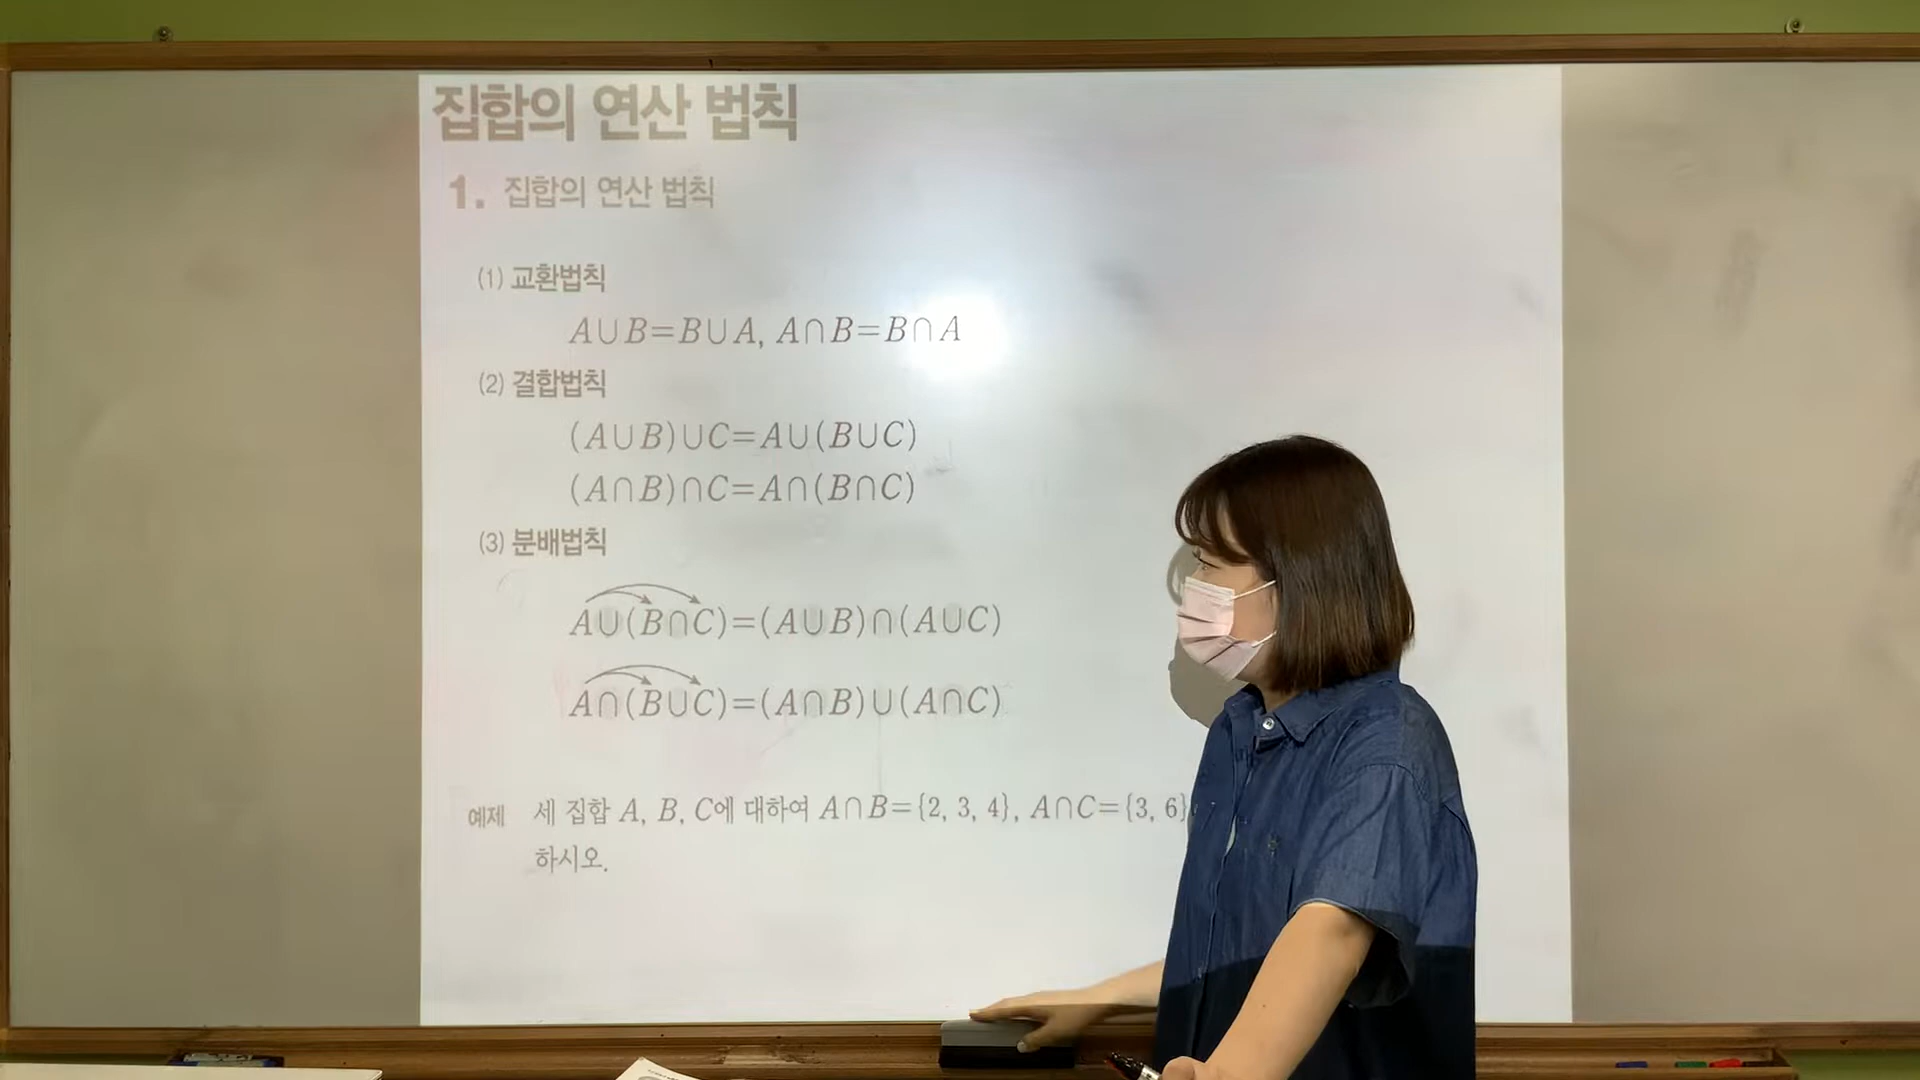 집합의 연산 법칙
1. 집합의 연산 법칙
(1) 교환법칙
A∪B=B∪A, A∩B=B∩A
(2) 결합법칙
(A∪B)∪C=A∪(B∪C)
(A∩B)∩C=A∩(B∩C)
(3) 분배법칙
A∪(B∩C)=(A∪B)∩(A∪C)
A∩(B∪C)=(A∩B)∪(A∩C)
예제 세 집합 A, B, C에 대하여 A∩B={2, 3, 4}, A∩C={3, 6}
하시오.